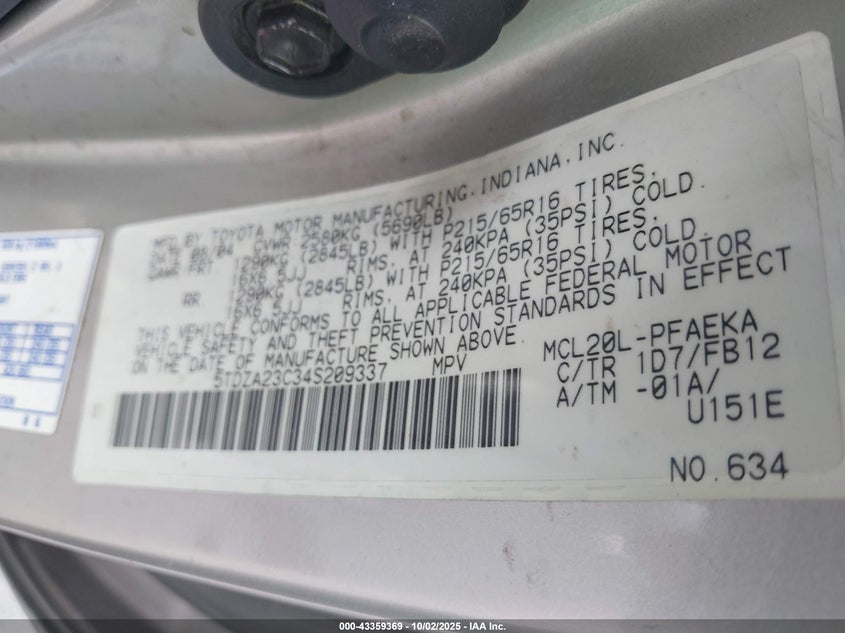 MFD BY TOYOTA MOTOR MANUFACTURING.INDIANA.INC.
DATE 06/04 GVWR 2580KG (5690LB)
GAWR FRT 1290KG (2845LB) WITH P215/65R16 TIRES.
16X6.5JJ RIMS. AT 240KPA (35PSI) COLD.
RR 1290KG (2845LB) WITH P215/65R16 TIRES.
16X6.5JJ RIMS. AT 240KPA (35PSI) COLD.
THIS VEHICLE CONFORMS TO ALL APPLICABLE FEDERAL MOTOR
VEHICLE SAFETY AND THEFT PREVENTION STANDARDS IN EFFECT
ON THE DATE OF MANUFACTURE SHOWN ABOVE.
5TDZA23C34S209337 MPV
MCL20L-PFAEKA
C/TR 1D7/FB12
A/TM -01A/
U151E
NO.634
000-43359369 - 10/02/2025 - IAA Inc.